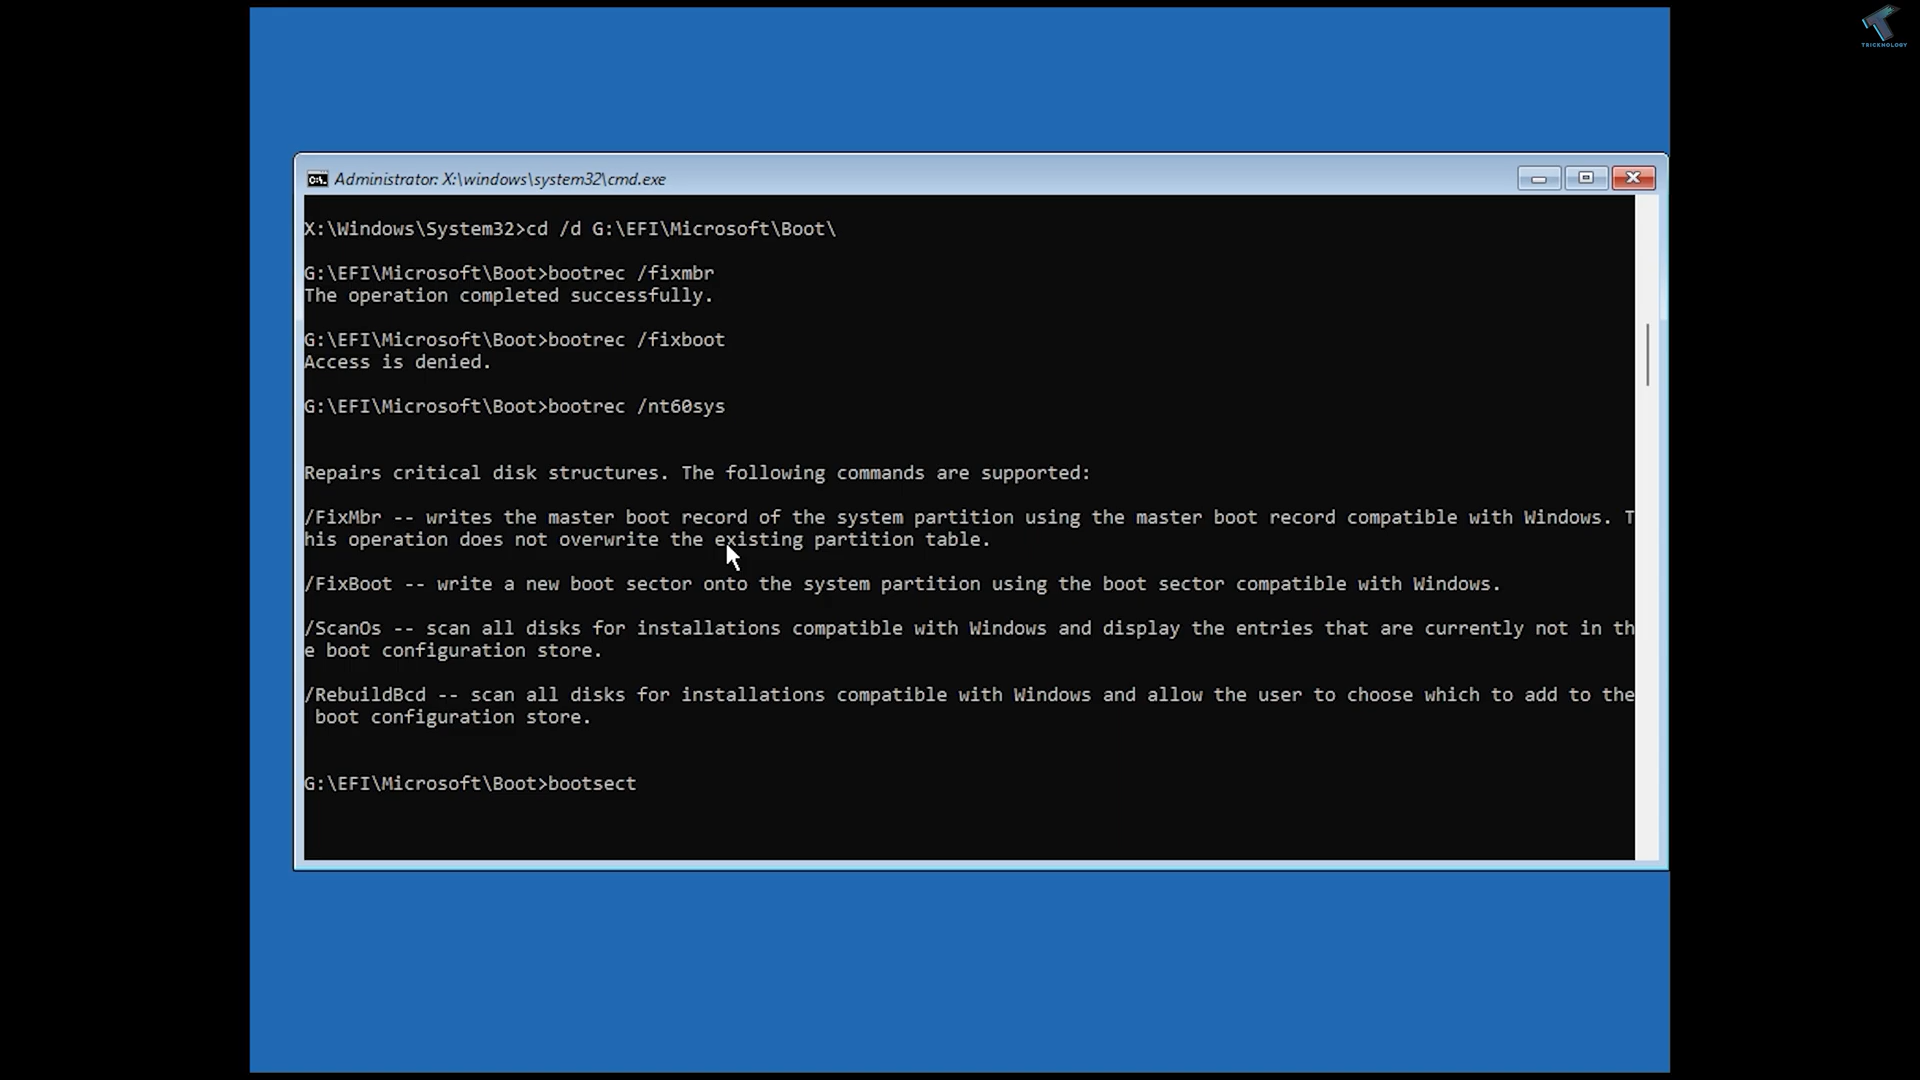 TRICKNOLOGY
Administrator: X:\windows\system32\cmd.exe
X:\Windows\System32>cd /d G:\EFI\Microsoft\Boot\
G:\EFI\Microsoft\Boot>bootrec /fixmbr
The operation completed successfully.
G:\EFI\Microsoft\Boot>bootrec /fixboot
Access is denied.
G:\EFI\Microsoft\Boot>bootrec /nt60sys
Repairs critical disk structures. The following commands are supported:
/FixMbr -- writes the master boot record of the system partition using the master boot record compatible with Windows. T
his operation does not overwrite the existing partition table.
/FixBoot -- write a new boot sector onto the system partition using the boot sector compatible with Windows.
/ScanOs -- scan all disks for installations compatible with Windows and display the entries that are currently not in th
e boot configuration store.
/RebuildBcd -- scan all disks for installations compatible with Windows and allow the user to choose which to add to the
boot configuration store.
G:\EFI\Microsoft\Boot>bootsect